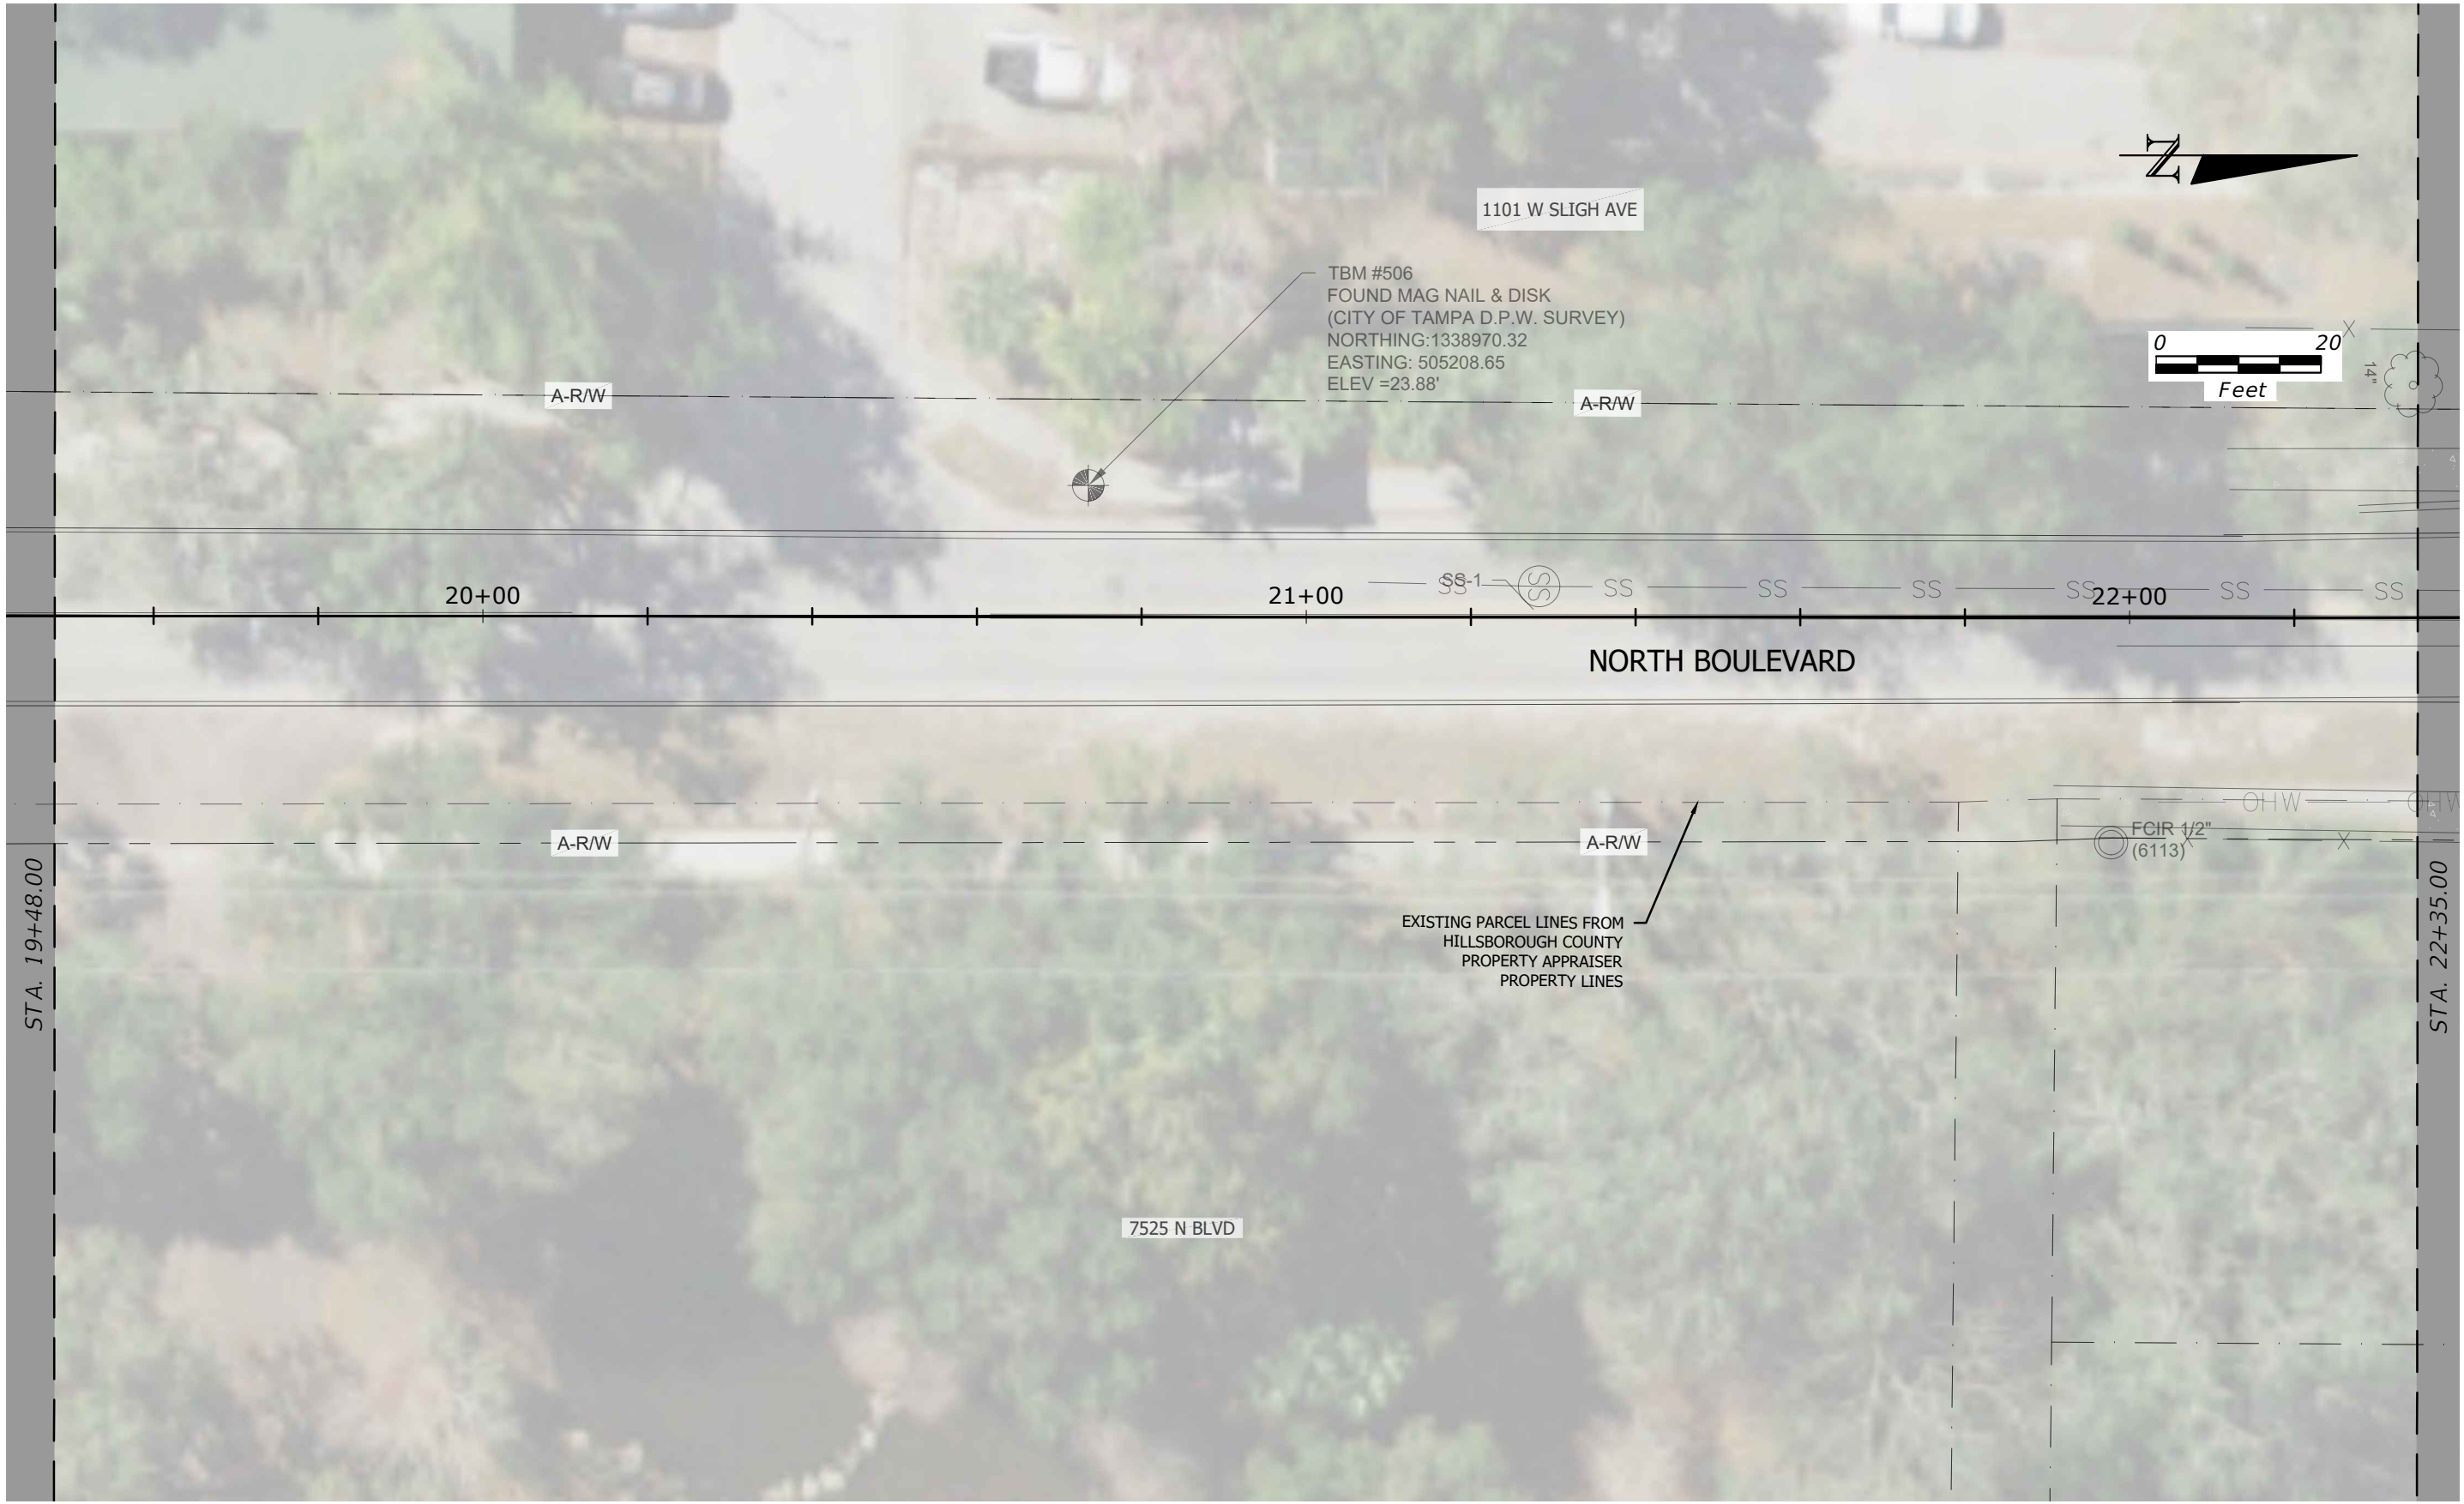 N
1101 W SLIGH AVE
TBM #506
FOUND MAG NAIL & DISK
(CITY OF TAMPA D.P.W. SURVEY)
NORTHING:1338970.32
EASTING: 505208.65
ELEV =23.88'
X
0 20
Feet
14"
A-R/W
A-R/W
SS
SS-1
SS
SS
SS
SS
SS
SS
SS
20+00
21+00
22+00
NORTH BOULEVARD
OHW
OHW
A-R/W
A-R/W
FCIR 1/2"
(6113)
X
X
STA. 19+48.00
STA. 22+35.00
EXISTING PARCEL LINES FROM
HILLSBOROUGH COUNTY
PROPERTY APPRAISER
PROPERTY LINES
7525 N BLVD